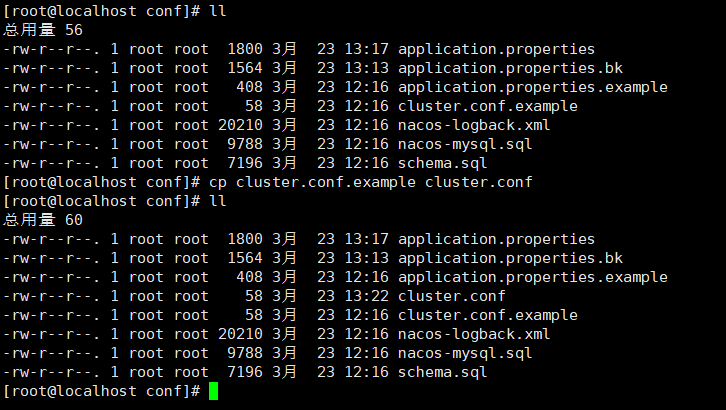 [root@localhost conf]# ll
总用量 56
-rw-r--r--. 1 root root  1800 3月  23 13:17 application.properties
-rw-r--r--. 1 root root  1564 3月  23 13:13 application.properties.bk
-rw-r--r--. 1 root root   408 3月  23 12:16 application.properties.example
-rw-r--r--. 1 root root    58 3月  23 12:16 cluster.conf.example
-rw-r--r--. 1 root root 20210 3月  23 12:16 nacos-logback.xml
-rw-r--r--. 1 root root  9788 3月  23 12:16 nacos-mysql.sql
-rw-r--r--. 1 root root  7196 3月  23 12:16 schema.sql
[root@localhost conf]# cp cluster.conf.example cluster.conf
[root@localhost conf]# ll
总用量 60
-rw-r--r--. 1 root root  1800 3月  23 13:17 application.properties
-rw-r--r--. 1 root root  1564 3月  23 13:13 application.properties.bk
-rw-r--r--. 1 root root   408 3月  23 12:16 application.properties.example
-rw-r--r--. 1 root root    58 3月  23 13:22 cluster.conf
-rw-r--r--. 1 root root    58 3月  23 12:16 cluster.conf.example
-rw-r--r--. 1 root root 20210 3月  23 12:16 nacos-logback.xml
-rw-r--r--. 1 root root  9788 3月  23 12:16 nacos-mysql.sql
-rw-r--r--. 1 root root  7196 3月  23 12:16 schema.sql
[root@localhost conf]#